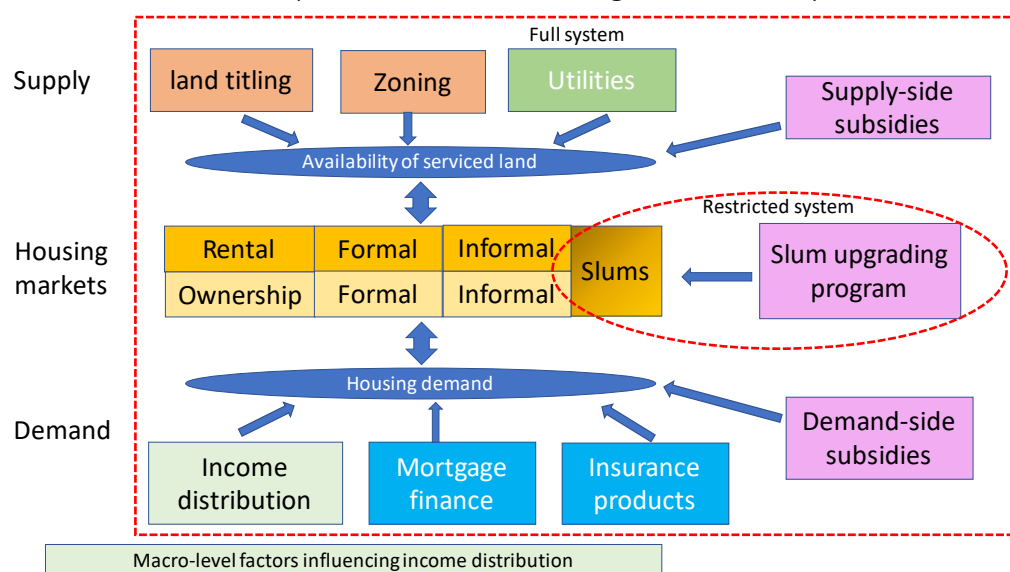 Full system
Supply
land titling
Zoning
Utilities
Supply-side
subsidies
Availability of serviced land
Restricted system
Housing
markets
Rental
Formal
Informal
Slums
Ownership
Formal
Informal
Slum upgrading
program
Housing demand
Demand
Income
distribution
Mortgage
finance
Insurance
products
Demand-side
subsidies
Macro-level factors influencing income distribution